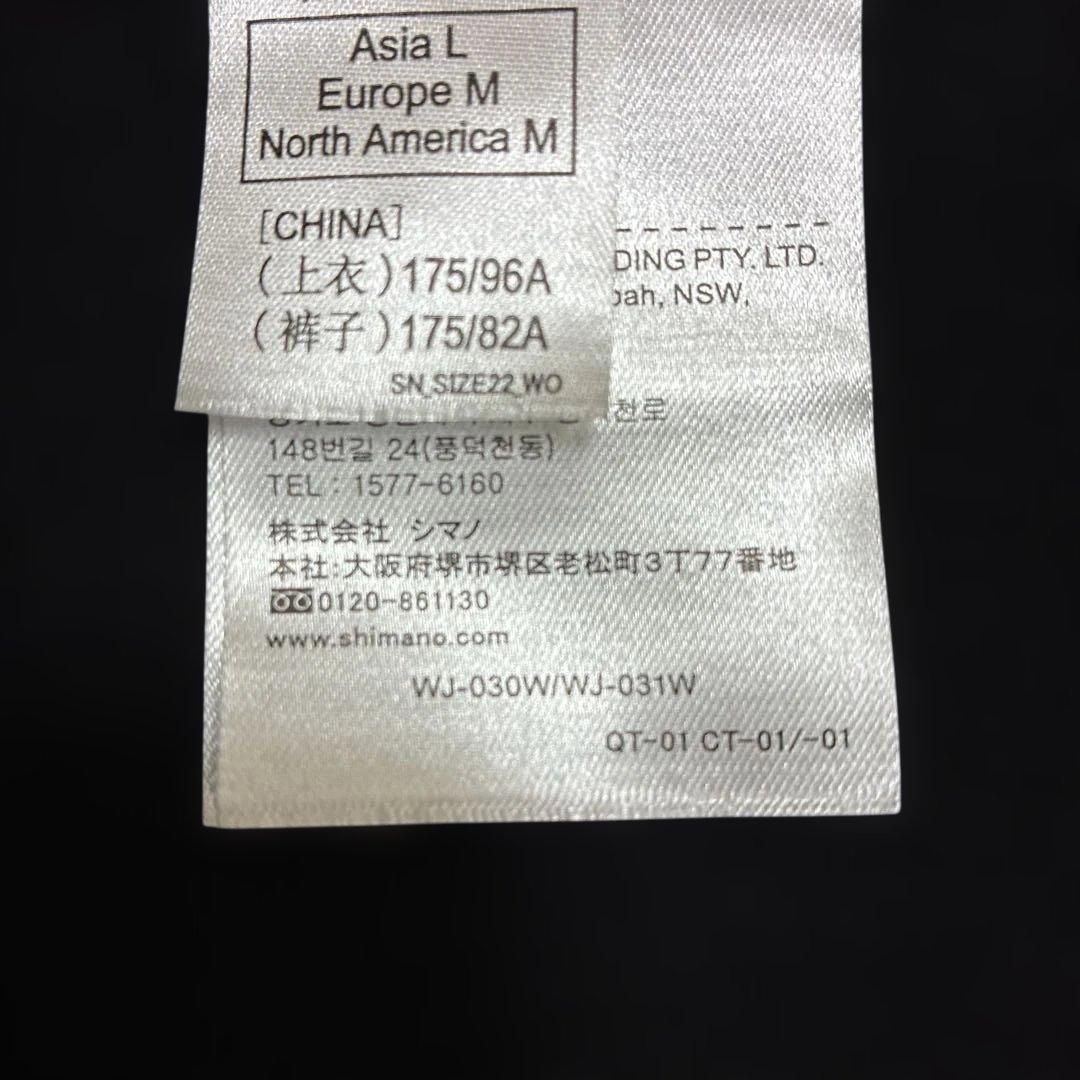 Asia L
Europe M
North America M
[CHINA]
(上衣)175/96A
(裤子)175/82A
SN_SIZE22_WO
DING PTY. LTD.
bah, NSW,
천로
148번길 24(풍덕천동)
TEL : 1577-6160
株式会社 シマノ
本社:大阪府堺市堺区老松町3丁77番地
0120-861130
www.shimano.com
WJ-030W/WJ-031W
QT-01 CT-01/-01